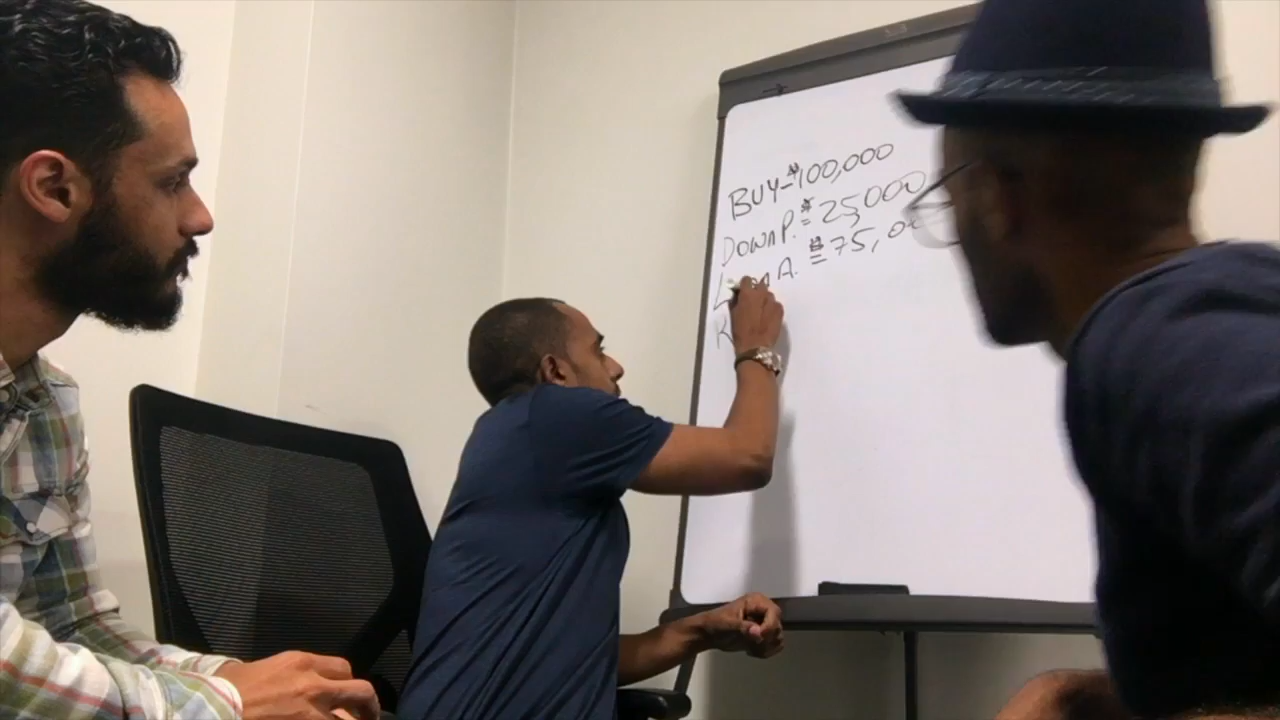 BUY-$100,000
DOWN P. = $25,000
A. = $75,0